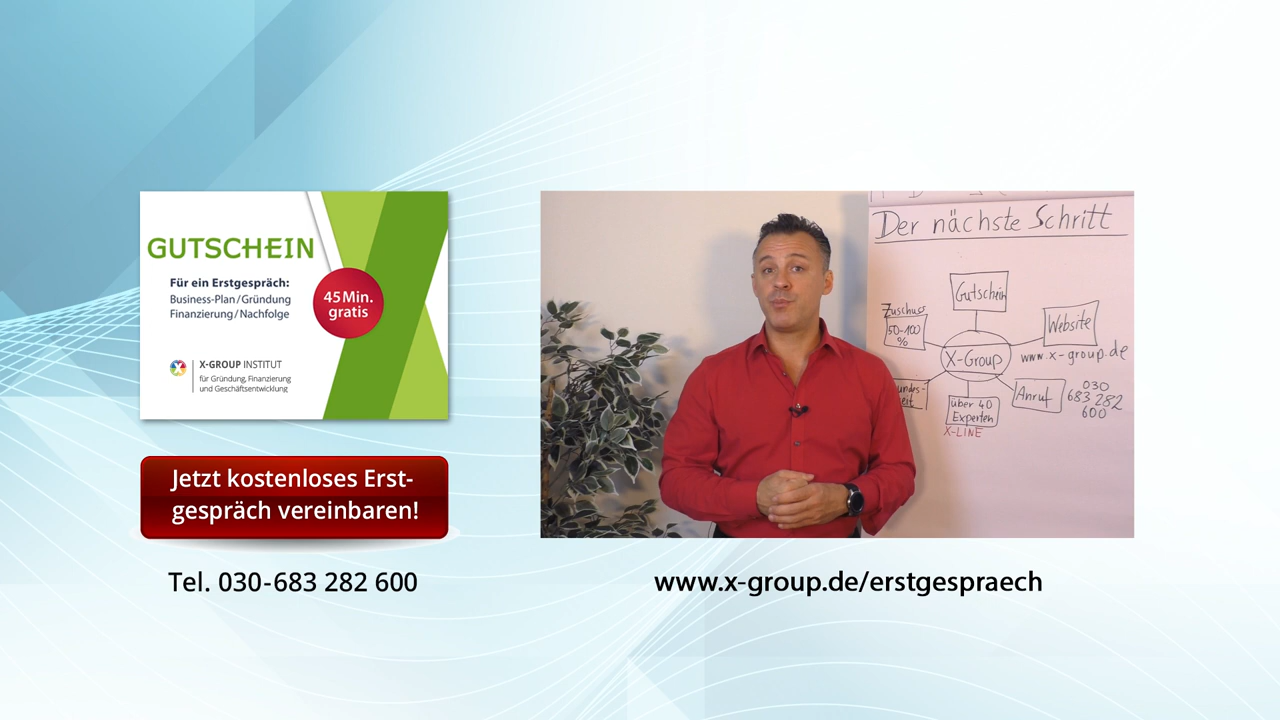 GUTSCHEIN
Für ein Erstgespräch:
Business-Plan/Gründung
Finanzierung/Nachfolge
45 Min.
gratis
X-GROUP INSTITUT
für Gründung, Finanzierung
und Geschäftsentwicklung
Jetzt kostenloses Erst-
gespräch vereinbaren!
Tel. 030-683 282 600
Der nächste Schritt
Gutschein
Zuschuss
50-100
%
Website
www.x-group.de
X-Group
Anruf
030
683 282
600
über 40
Experten
X-LINE
www.x-group.de/erstgespraech